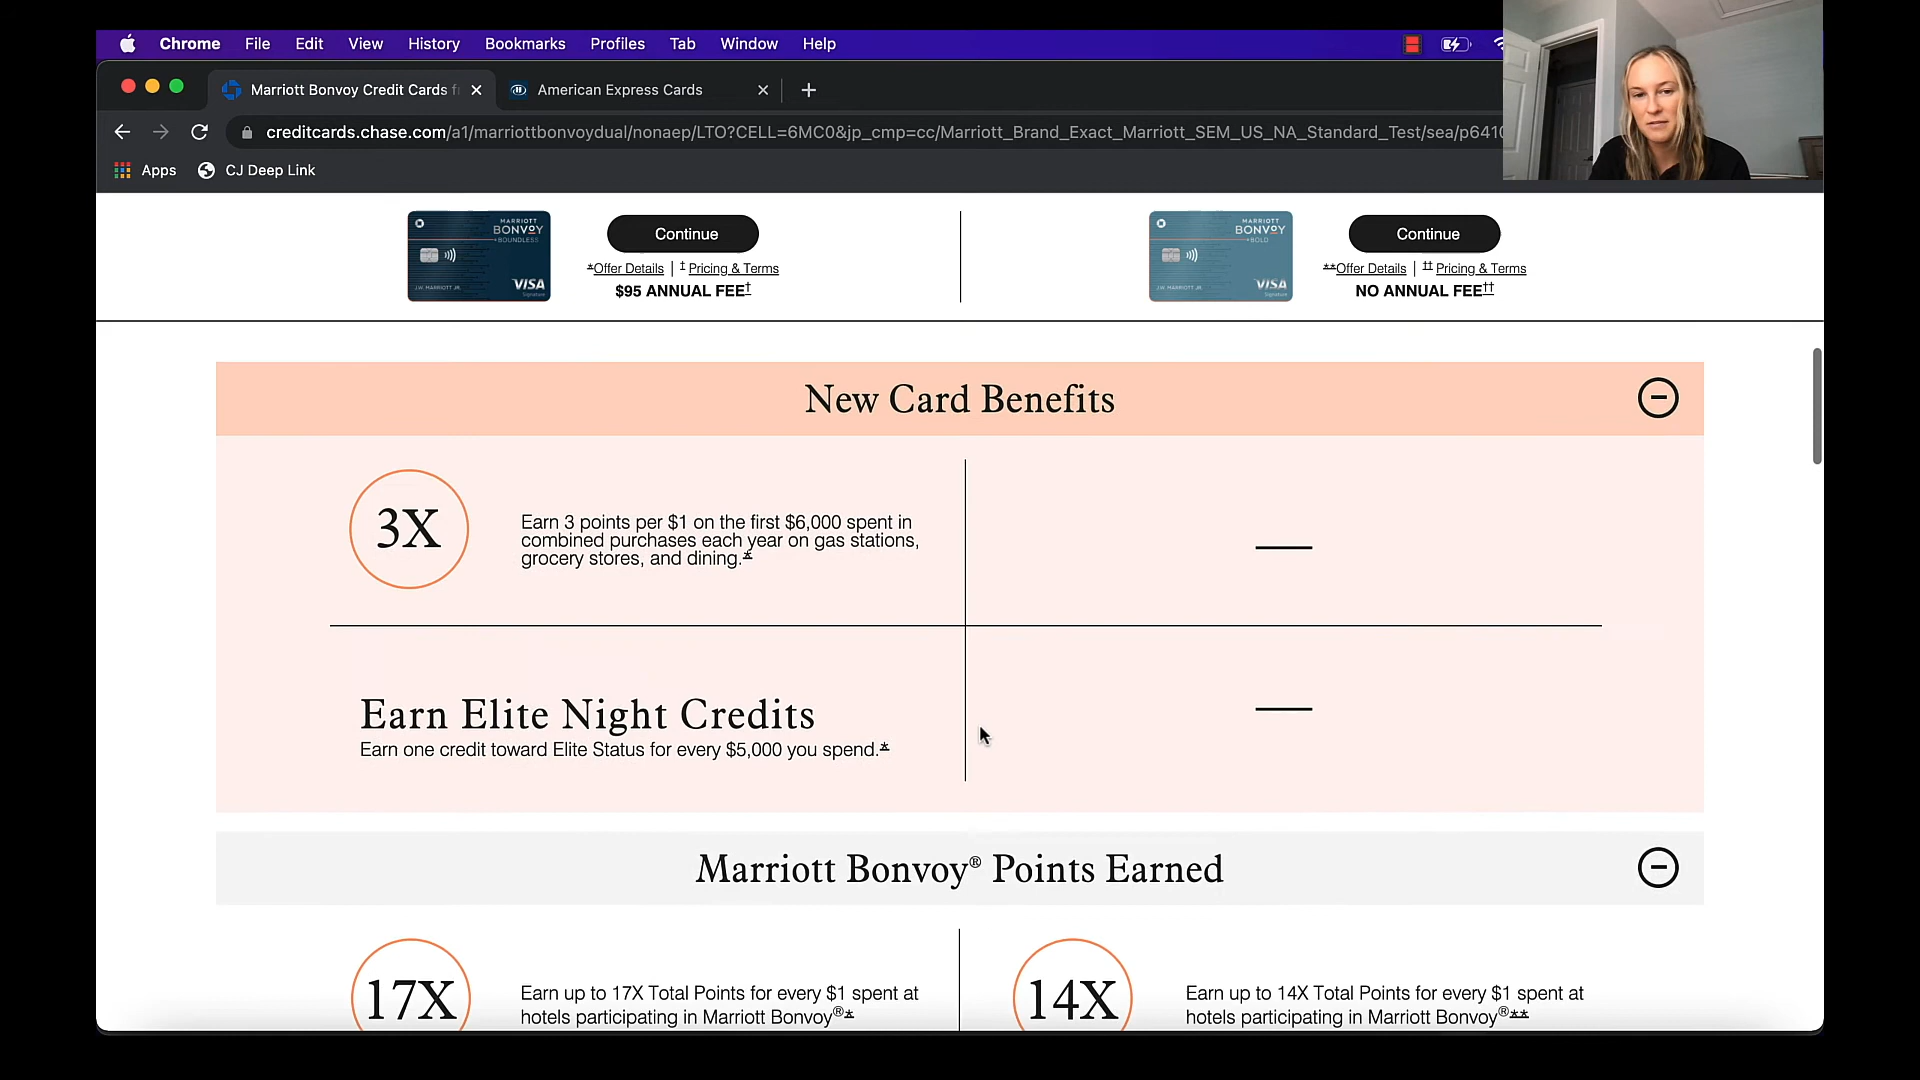 Chrome File Edit View History Bookmarks Profiles Tab Window Help
Marriott Bonvoy Credit Cards f
American Express Cards
creditcards.chase.com/a1/marriottbonvoydual/nonaep/LTO?CELL=6MC0&jp_cmp=cc/Marriott_Brand_Exact_Marriott_SEM_US_NA_Standard_Test/sea/p6410
Apps CJ Deep Link
MARRIOTT
BONVOY
BOUNDLESS
J.W. MARRIOTT JR.
VISA
Signature
Continue
*Offer Details | ‡ Pricing & Terms
$95 ANNUAL FEE†
MARRIOTT
BONVOY
BOLD
J.W. MARRIOTT JR.
VISA
Signature
Continue
**Offer Details | ‡‡ Pricing & Terms
NO ANNUAL FEE††
New Card Benefits
3X
Earn 3 points per $1 on the first $6,000 spent in
combined purchases each year on gas stations,
grocery stores, and dining.*
Earn Elite Night Credits
Earn one credit toward Elite Status for every $5,000 you spend.*
Marriott Bonvoy® Points Earned
17X
Earn up to 17X Total Points for every $1 spent at
hotels participating in Marriott Bonvoy®*
14X
Earn up to 14X Total Points for every $1 spent at
hotels participating in Marriott Bonvoy®**